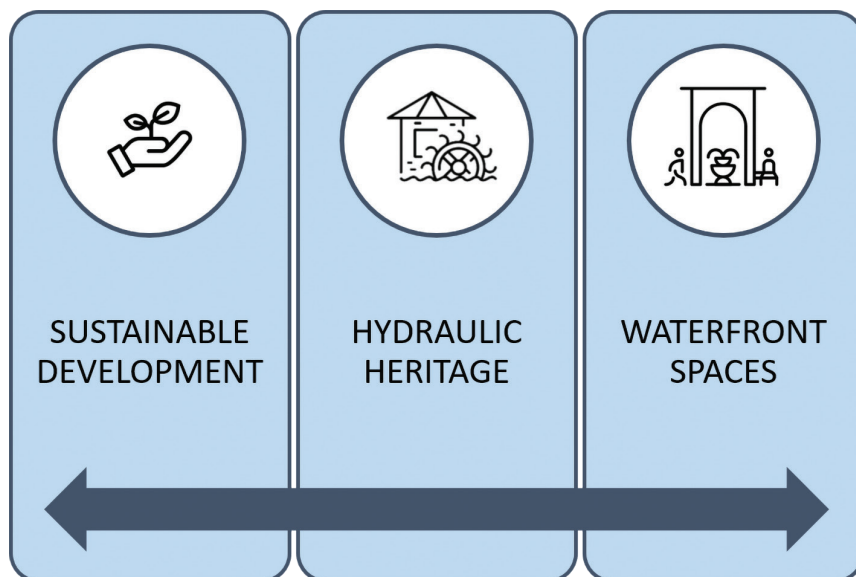 SUSTAINABLE
DEVELOPMENT
HYDRAULIC
HERITAGE
WATERFRONT
SPACES